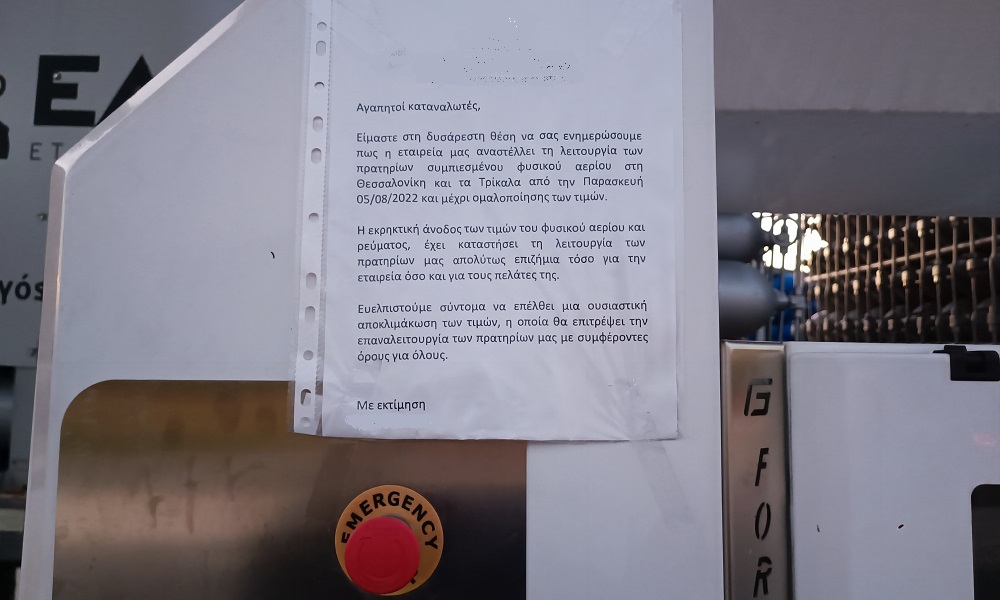 Αγαπητοί καταναλωτές,
Είμαστε στη δυσάρεστη θέση να σας ενημερώσουμε
πως η εταιρεία μας αναστέλλει τη λειτουργία των
πρατηρίων συμπιεσμένου φυσικού αερίου στη
Θεσσαλονίκη και τα Τρίκαλα από την Παρασκευή
05/08/2022 και μέχρι ομαλοποίησης των τιμών.
Η εκρηκτική άνοδος των τιμών του φυσικού αερίου και
ρεύματος, έχει καταστήσει τη λειτουργία των
πρατηρίων μας απολύτως επιζήμια τόσο για την
εταιρεία όσο και για τους πελάτες της.
Ευελπιστούμε σύντομα να επέλθει μια ουσιαστική
αποκλιμάκωση των τιμών, η οποία θα επιτρέψει την
επαναλειτουργία των πρατηρίων μας με συμφέροντες
όρους για όλους.
Με εκτίμηση
EMERGENCY
G FOR